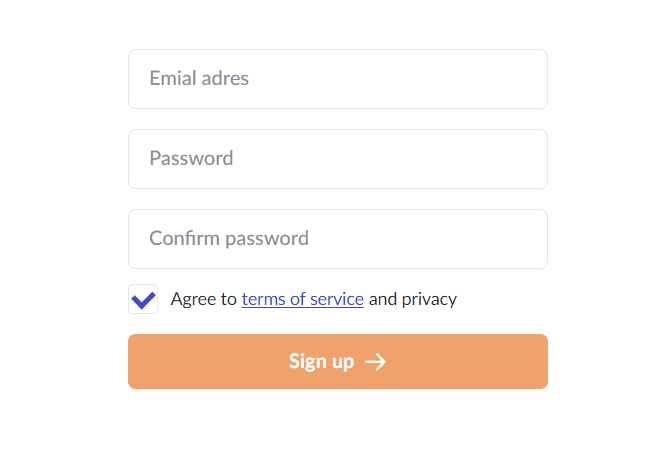 Emial adres
Password
Confirm password
Agree to terms of service and privacy
Sign up